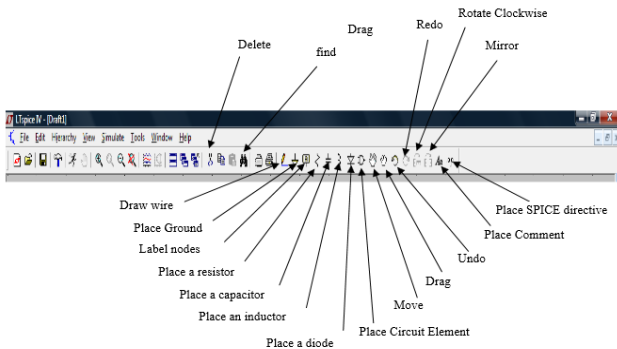 Rotate Clockwise
Drag
Redo
Delete
find
Mirror
LTspice IV - [Draft1]
File Edit Hierarchy View Simulate Tools Window Help
Aa .op
Draw wire
Place SPICE directive
Place Ground
Place Comment
Label nodes
Undo
Place a resistor
Drag
Place a capacitor
Move
Place an inductor
Place Circuit Element
Place a diode